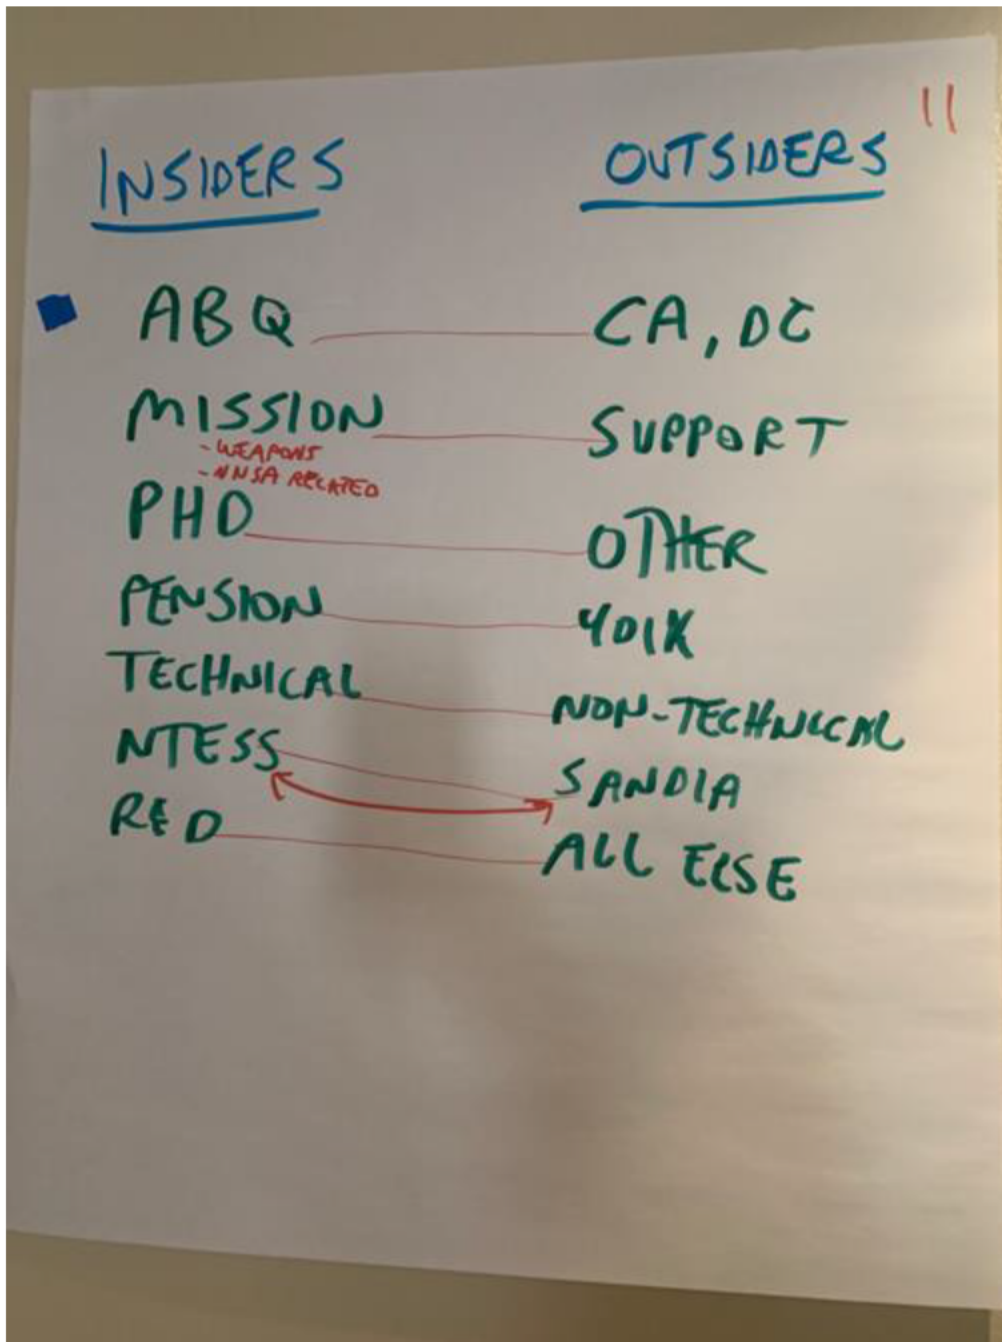 11
INSIDERS OUTSIDERS
ABQ CA, DC
MISSION SUPPORT
- WEAPONS
- NNSA RELATED
PHD OTHER
PENSION 401K
TECHNICAL NON-TECHNICAL
NTESS SANDIA
R&D ALL ELSE